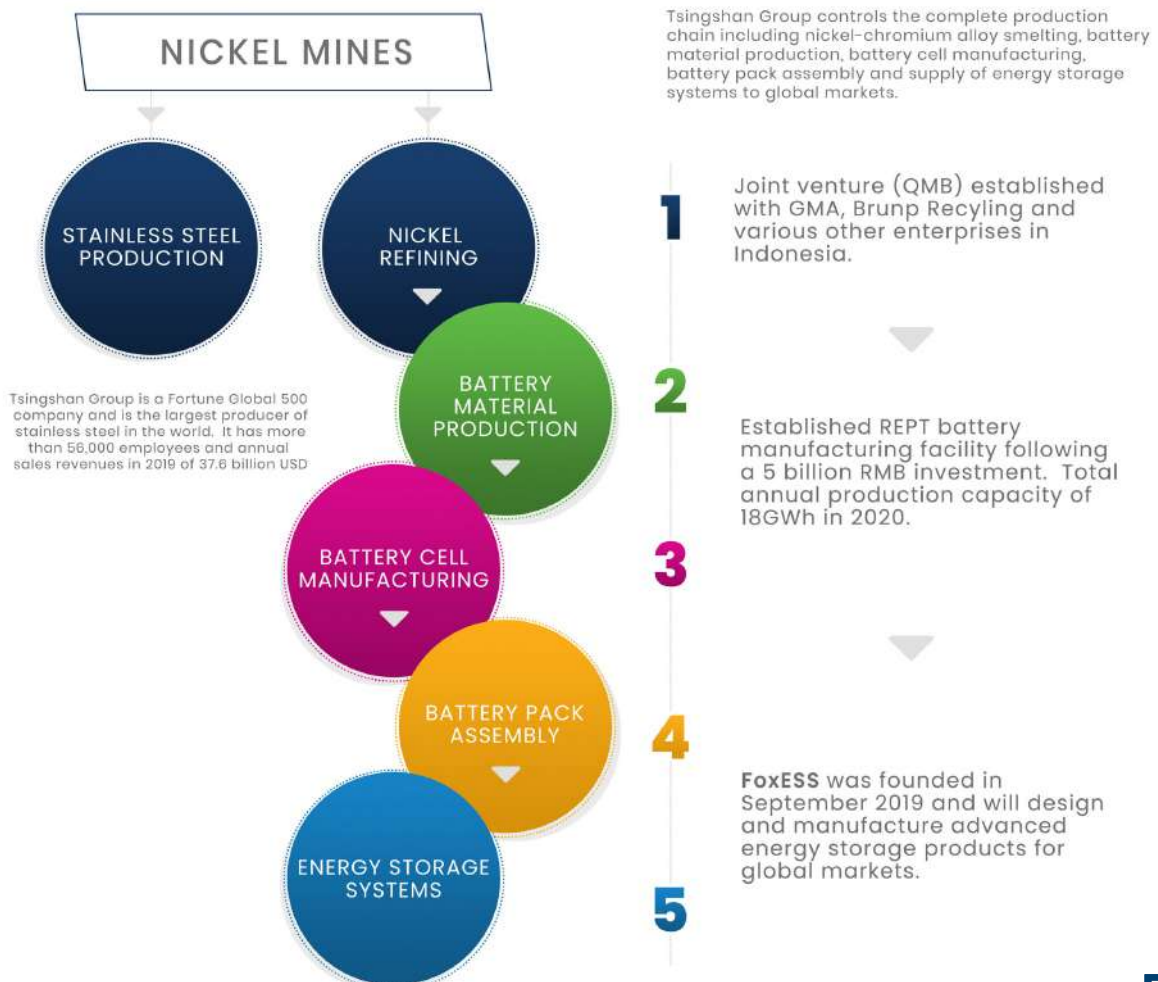 NICKEL MINES
Tsingshan Group controls the complete production
chain including nickel-chromium alloy smelting, battery
material production, battery cell manufacturing,
battery pack assembly and supply of energy storage
systems to global markets.
STAINLESS STEEL
PRODUCTION
NICKEL
REFINING
Tsingshan Group is a Fortune Global 500
company and is the largest producer of
stainless steel in the world. It has more
than 56,000 employees and annual
sales revenues in 2019 of 37.6 billion USD
BATTERY
MATERIAL
PRODUCTION
BATTERY CELL
MANUFACTURING
BATTERY PACK
ASSEMBLY
ENERGY STORAGE
SYSTEMS
1
Joint venture (QMB) established
with GMA, Brunp Recyling and
various other enterprises in
Indonesia.
2
Established REPT battery
manufacturing facility following
a 5 billion RMB investment. Total
annual production capacity of
18GWh in 2020.
3
4
FoxESS was founded in
September 2019 and will design
and manufacture advanced
energy storage products for
global markets.
5